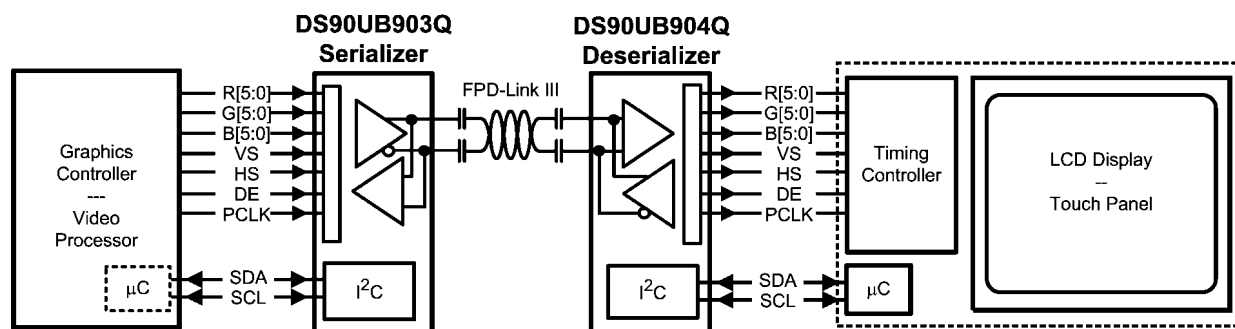 DS90UB903Q
Serializer
DS90UB904Q
Deserializer
FPD-Link III
Graphics
Controller
---
Video
Processor
R[5:0]
G[5:0]
B[5:0]
VS
HS
DE
PCLK
R[5:0]
G[5:0]
B[5:0]
VS
HS
DE
PCLK
Timing
Controller
LCD Display
--
Touch Panel
µC
SDA
SCL
I²C
I²C
SDA
SCL
µC